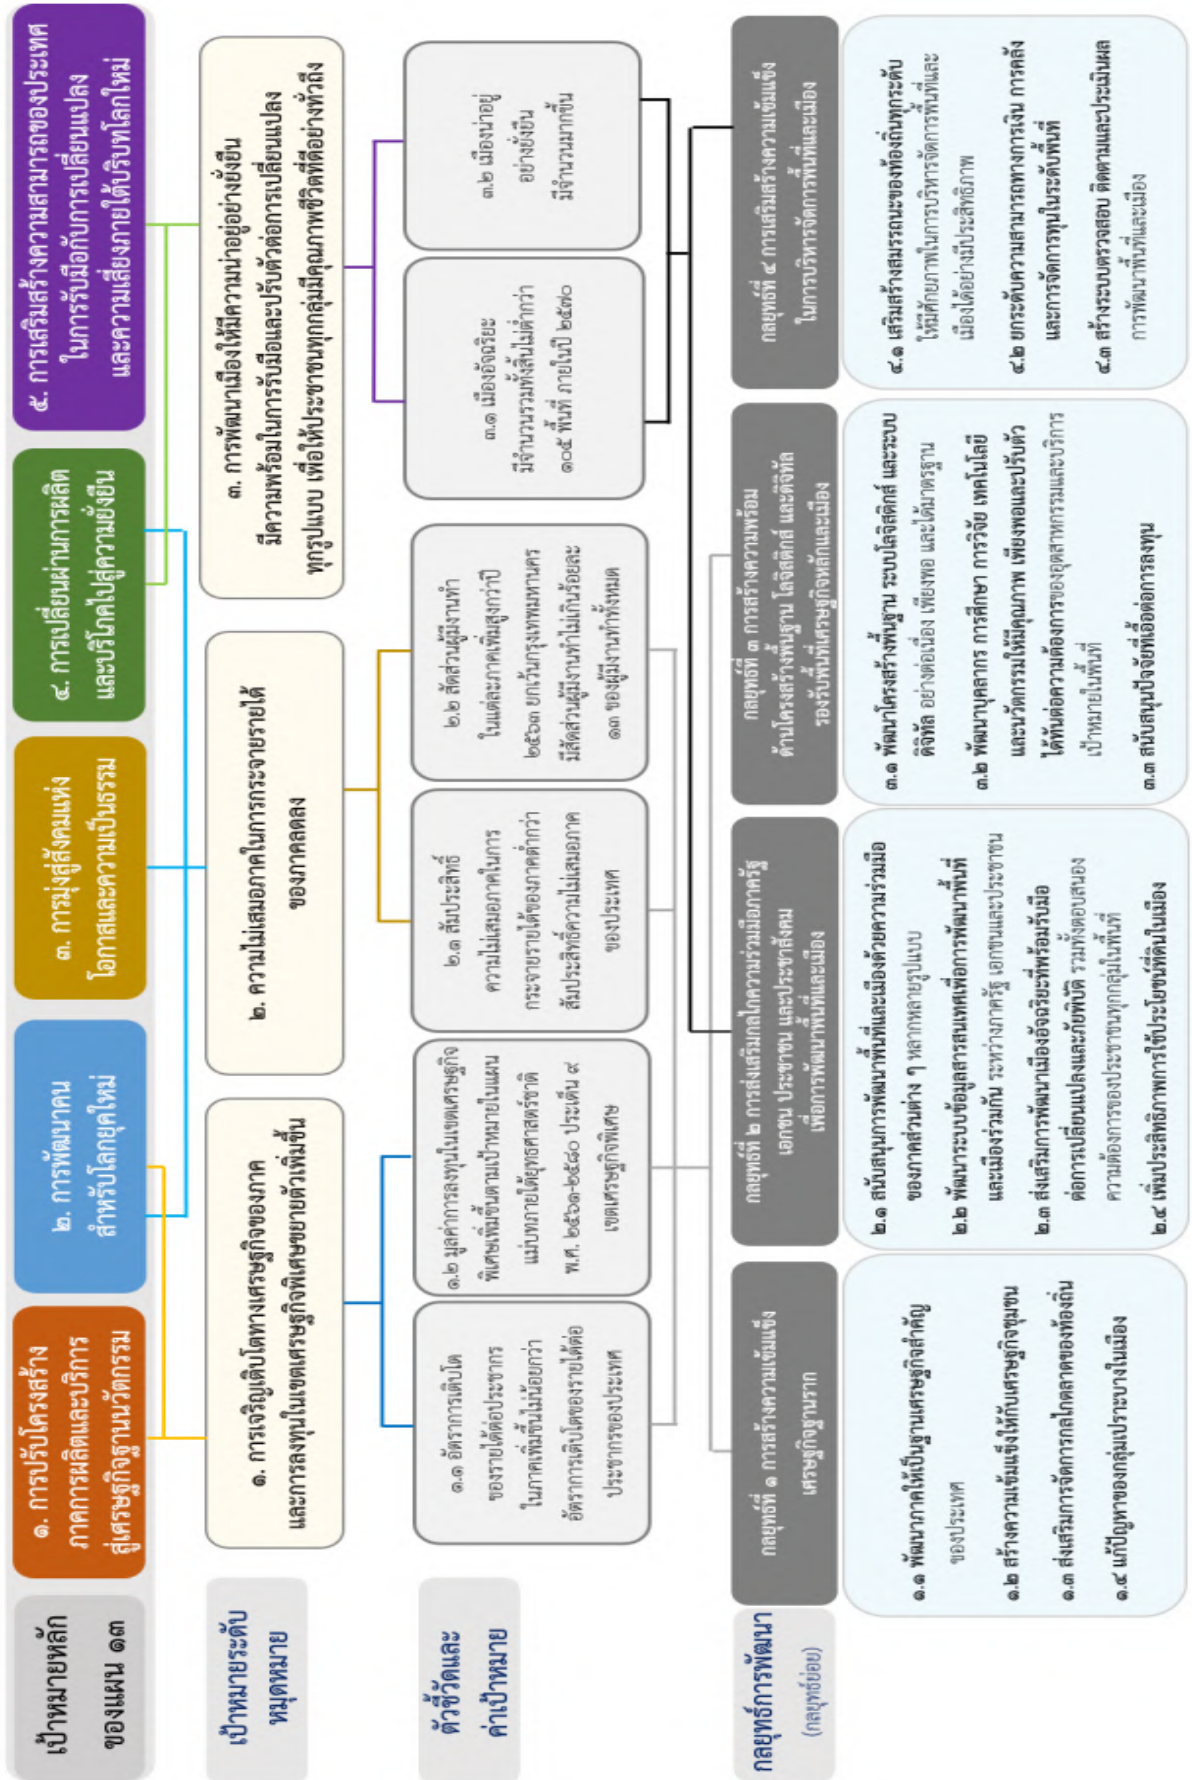 เป้าหมายหลัก
ของแผน ๑๓
๑. การปรับโครงสร้าง
ภาคการผลิตและบริการ
สู่เศรษฐกิจฐานนวัตกรรม
๒. การพัฒนาคน
สำหรับโลกยุคใหม่
๓. การมุ่งสู่สังคมแห่ง
โอกาสและความเป็นธรรม
๔. การเปลี่ยนผ่านการผลิต
และบริโภคไปสู่ความยั่งยืน
๕. การเสริมสร้างความสามารถของประเทศ
ในการรับมือกับการเปลี่ยนแปลง
และความเสี่ยงภายใต้บริบทโลกใหม่
เป้าหมายระดับ
หมุดหมาย
๑. การเจริญเติบโตทางเศรษฐกิจของภาค
และการลงทุนในเขตเศรษฐกิจพิเศษขยายตัวเพิ่มขึ้น
๒. ความไม่เสมอภาคในการกระจายรายได้
ของภาคลดลง
๓. การพัฒนาเมืองให้มีความน่าอยู่อย่างยั่งยืน
มีความพร้อมในการรับมือและปรับตัวต่อการเปลี่ยนแปลง
ทุกรูปแบบ เพื่อให้ประชาชนทุกกลุ่มมีคุณภาพชีวิตที่ดีอย่างทั่วถึง
ตัวชี้วัดและ
ค่าเป้าหมาย
๑.๑ อัตราการเติบโต
ของรายได้ต่อประชากร
ในภาคเพิ่มขึ้นไม่น้อยกว่า
อัตราการเติบโตของรายได้ต่อ
ประชากรของประเทศ
๑.๒ มูลค่าการลงทุนในเขตเศรษฐกิจ
พิเศษเพิ่มขึ้นตามเป้าหมายในแผน
แม่บทภายใต้ยุทธศาสตร์ชาติ
พ.ศ. ๒๕๖๑-๒๕๘๐ ประเด็น ๙
เขตเศรษฐกิจพิเศษ
๒.๑ สัมประสิทธิ์
ความไม่เสมอภาคในการ
กระจายรายได้ของภาคต่ำกว่า
สัมประสิทธิ์ความไม่เสมอภาค
ของประเทศ
๒.๒ สัดส่วนผู้มีงานทำ
ในแต่ละภาคเพิ่มสูงกว่าปี
๒๕๖๓ ยกเว้นกรุงเทพมหานคร
มีสัดส่วนผู้มีงานทำไม่เกินร้อยละ
๑๓ ของผู้มีงานทำทั้งหมด
๓.๑ เมืองอัจฉริยะ
มีจำนวนรวมทั้งสิ้นไม่ต่ำกว่า
๑๐๕ พื้นที่ ภายในปี ๒๕๗๐
๓.๒ เมืองน่าอยู่
อย่างยั่งยืน
มีจำนวนมากขึ้น
กลยุทธ์การพัฒนา
(กลยุทธ์ย่อย)
กลยุทธ์ที่ ๑ การสร้างความเข้มแข็ง
เศรษฐกิจฐานราก
๑.๑ พัฒนาภาคให้เป็นฐานเศรษฐกิจสำคัญ
ของประเทศ
๑.๒ สร้างความเข้มแข็งให้กับเศรษฐกิจชุมชน
๑.๓ ส่งเสริมการจัดการกลไกตลาดของท้องถิ่น
๑.๔ แก้ปัญหาของกลุ่มเปราะบางในเมือง
กลยุทธ์ที่ ๒ การส่งเสริมกลไกความร่วมมือภาครัฐ
เอกชน ประชาชน และประชาสังคม
เพื่อการพัฒนาพื้นที่และเมือง
๒.๑ สนับสนุนการพัฒนาพื้นที่และเมืองด้วยความร่วมมือ
ของภาคส่วนต่าง ๆ หลากหลายรูปแบบ
๒.๒ พัฒนาระบบข้อมูลสารสนเทศเพื่อการพัฒนาพื้นที่
และเมืองร่วมกัน ระหว่างภาครัฐ เอกชนและประชาชน
๒.๓ ส่งเสริมการพัฒนาเมืองอัจฉริยะที่พร้อมรับมือ
ต่อการเปลี่ยนแปลงและภัยพิบัติ รวมทั้งตอบสนอง
ความต้องการของประชาชนทุกกลุ่มในพื้นที่
๒.๔ เพิ่มประสิทธิภาพการใช้ประโยชน์ที่ดินในเมือง
กลยุทธ์ที่ ๓ การสร้างความพร้อม
ด้านโครงสร้างพื้นฐาน โลจิสติกส์ และดิจิทัล
รองรับพื้นที่เศรษฐกิจหลักและเมือง
๓.๑ พัฒนาโครงสร้างพื้นฐาน ระบบโลจิสติกส์ และระบบ
ดิจิทัล อย่างต่อเนื่อง เพียงพอ และได้มาตรฐาน
๓.๒ พัฒนาบุคลากร การศึกษา การวิจัย เทคโนโลยี
และนวัตกรรมให้มีคุณภาพ เพียงพอและปรับตัว
ได้ทันต่อความต้องการของอุตสาหกรรมและบริการ
เป้าหมายในพื้นที่
๓.๓ สนับสนุนปัจจัยที่เอื้อต่อการลงทุน
กลยุทธ์ที่ ๔ การเสริมสร้างความเข้มแข็ง
ในการบริหารจัดการพื้นที่และเมือง
๔.๑ เสริมสร้างสมรรถนะของท้องถิ่นทุกระดับ
ให้มีศักยภาพในการบริหารจัดการพื้นที่และ
เมืองได้อย่างมีประสิทธิภาพ
๔.๒ ยกระดับความสามารถทางการเงิน การคลัง
และการจัดการทุนในระดับพื้นที่
๔.๓ สร้างระบบตรวจสอบ ติดตามและประเมินผล
การพัฒนาพื้นที่และเมือง